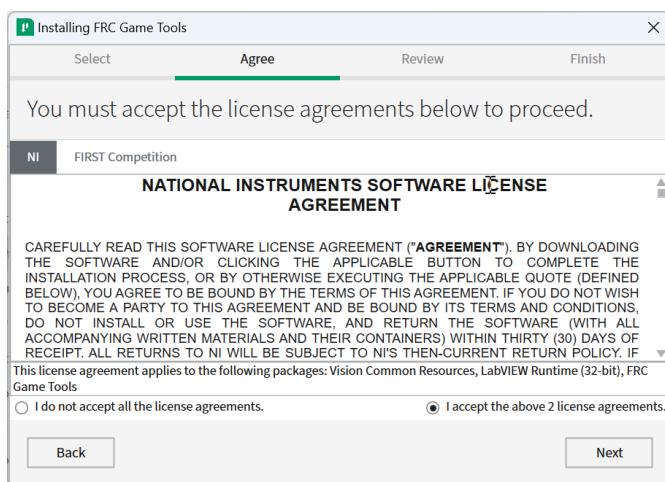 Installing FRC Game Tools
Select Agree Review Finish
You must accept the license agreements below to proceed.
NI FIRST Competition
NATIONAL INSTRUMENTS SOFTWARE LICENSE
AGREEMENT
CAREFULLY READ THIS SOFTWARE LICENSE AGREEMENT ("AGREEMENT"). BY DOWNLOADING
THE SOFTWARE AND/OR CLICKING THE APPLICABLE BUTTON TO COMPLETE THE
INSTALLATION PROCESS, OR BY OTHERWISE EXECUTING THE APPLICABLE QUOTE (DEFINED
BELOW), YOU AGREE TO BE BOUND BY THE TERMS OF THIS AGREEMENT. IF YOU DO NOT WISH
TO BECOME A PARTY TO THIS AGREEMENT AND BE BOUND BY ITS TERMS AND CONDITIONS,
DO NOT INSTALL OR USE THE SOFTWARE, AND RETURN THE SOFTWARE (WITH ALL
ACCOMPANYING WRITTEN MATERIALS AND THEIR CONTAINERS) WITHIN THIRTY (30) DAYS OF
RECEIPT. ALL RETURNS TO NI WILL BE SUBJECT TO NI'S THEN-CURRENT RETURN POLICY. IF
This license agreement applies to the following packages: Vision Common Resources, LabVIEW Runtime (32-bit), FRC
Game Tools
I do not accept all the license agreements. I accept the above 2 license agreements.
Back Next